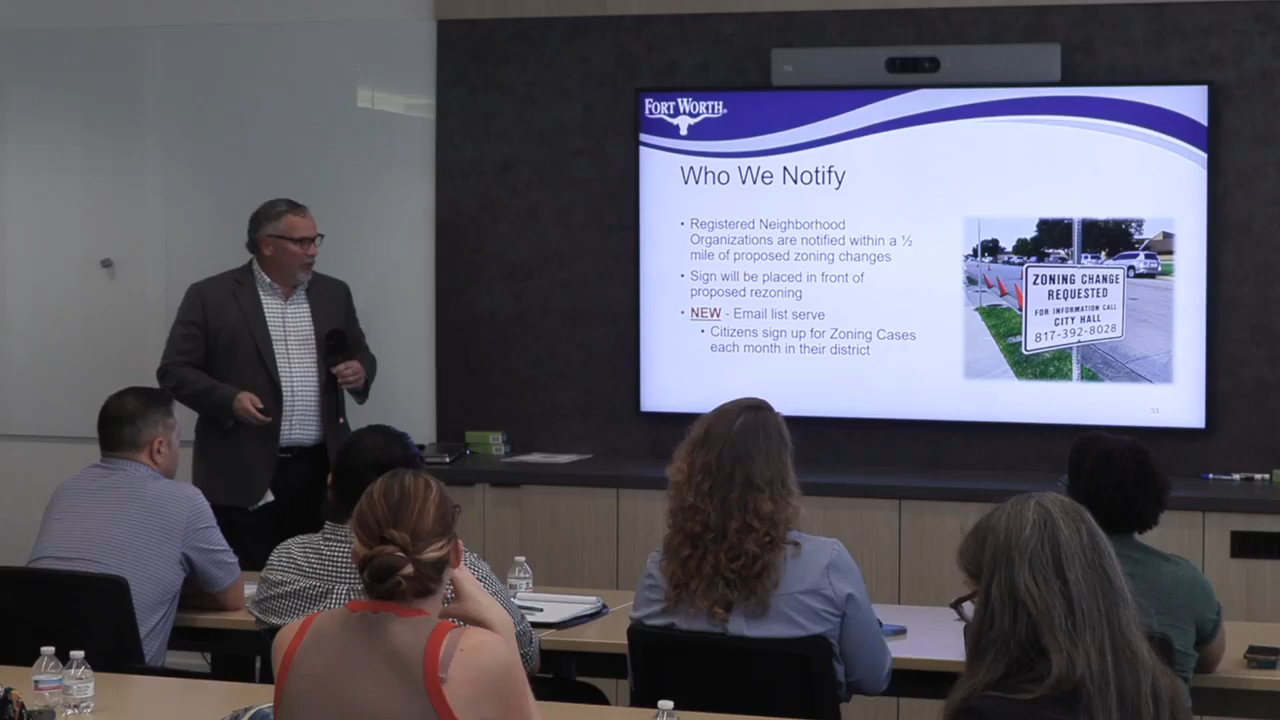 FORT WORTH
Who We Notify
• Registered Neighborhood
Organizations are notified within a ½
mile of proposed zoning changes
• Sign will be placed in front of
proposed rezoning
• NEW - Email list serve
• Citizens sign up for Zoning Cases
each month in their district
ZONING CHANGE
REQUESTED
FOR INFORMATION CALL
CITY HALL
817-392-8028
33